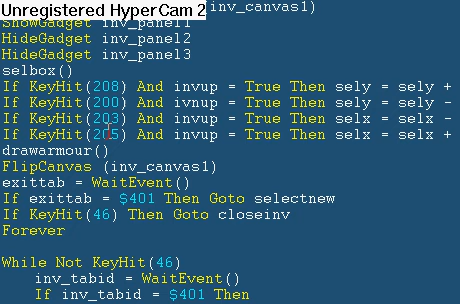 Unregistered HyperCam 2 inv_canvas1)
ShowGadget inv_panel1
HideGadget inv_panel2
HideGadget inv_panel3
selbox()
If KeyHit(208) And invup = True Then sely = sely +
If KeyHit(200) And ivnup = True Then sely = sely -
If KeyHit(203) And invup = True Then selx = selx -
If KeyHit(205) And invup = True Then selx = selx +
drawarmour()
FlipCanvas (inv_canvas1)
exittab = WaitEvent()
If exittab = $401 Then Goto selectnew
If KeyHit(46) Then Goto closeinv
Forever
While Not KeyHit(46)
inv_tabid = WaitEvent()
If inv_tabid = $401 Then